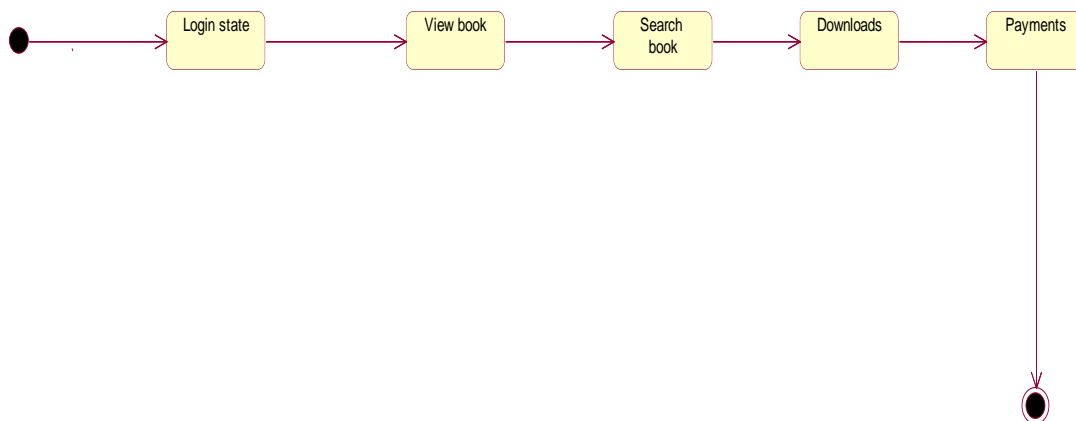 Login state
View book
Search
book
Downloads
Payments